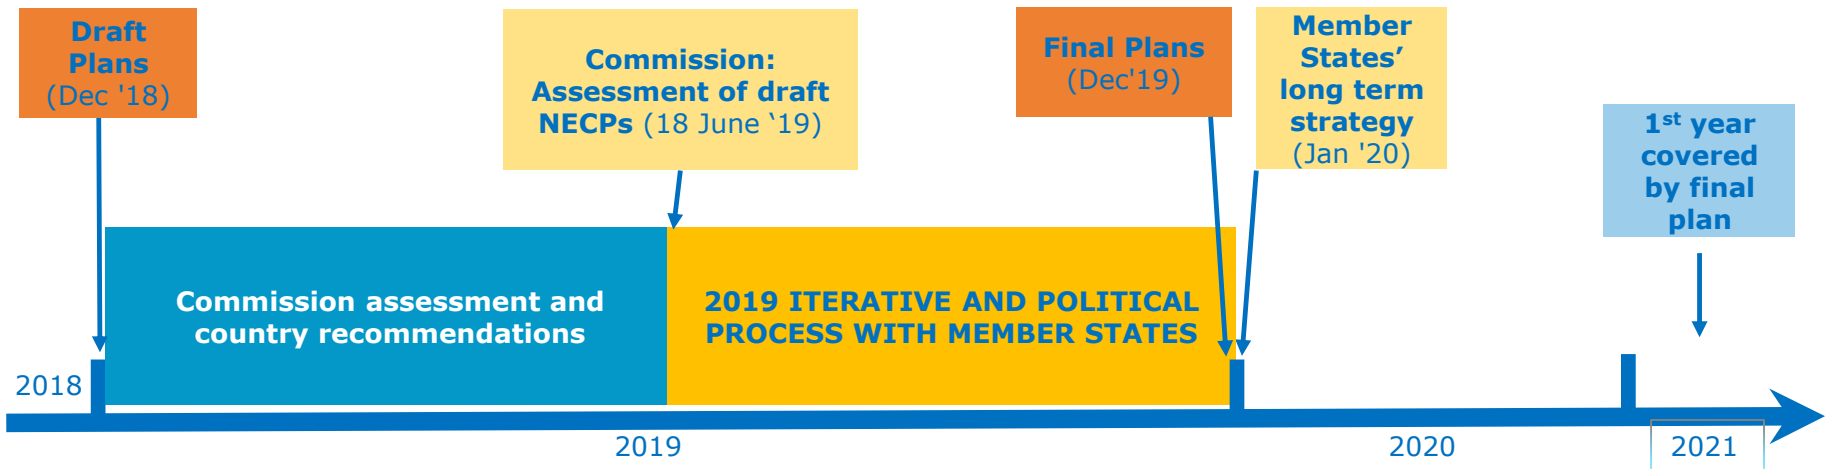 Draft
Plans
(Dec '18)
Commission:
Assessment of draft
NECPs (18 June ‘19)
Final Plans
(Dec'19)
Member
States’
long term
strategy
(Jan '20)
1st year
covered
by final
plan
Commission assessment and
country recommendations
2019 ITERATIVE AND POLITICAL
PROCESS WITH MEMBER STATES
2018
2019
2020
2021